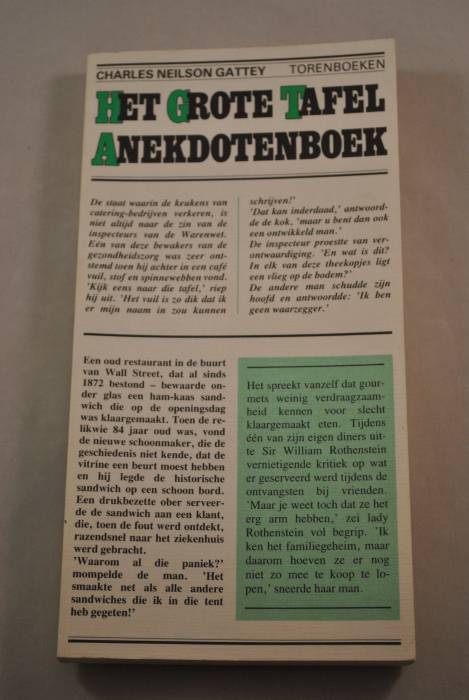 CHARLES NEILSON GATTEY
TORENBOEKEN
HET GROTE TAFEL
ANEKDOTENBOEK
De staat waarin de keukens van
catering-bedrijven verkeren, is
niet altijd naar de zin van de
inspecteurs van de Warenwet.
Eén van deze bewakers van de
gezondheidszorg was zeer ont-
stemd toen hij achter in een café
vuil, stof en spinnewebben vond.
'Kijk eens naar die tafel,' riep
hij uit. 'Het vuil is zo dik dat ik
er mijn naam in zou kunnen
schrijven!'
'Dat kan inderdaad,' antwoord-
de de kok, 'maar u bent dan ook
een ontwikkeld man.'
De inspecteur proestte van ver-
ontwaardiging. 'En wat is dit?
In elk van deze theekopjes ligt
een vlieg op de bodem?'
De andere man schudde zijn
hoofd en antwoordde: 'Ik ben
geen waarzegger.'
Een oud restaurant in de buurt
van Wall Street, dat al sinds
1872 bestond – bewaarde on-
der glas een ham-kaas sand-
wich die op de openingsdag
was klaargemaakt. Toen de re-
likwie 84 jaar oud was, vond
de nieuwe schoonmaker, die de
geschiedenis niet kende, dat de
vitrine een beurt moest hebben
en hij legde de historische
sandwich op een schoon bord.
Een drukbezette ober serveer-
de de sandwich aan een klant,
die, toen de fout werd ontdekt,
razendsnel naar het ziekenhuis
werd gebracht.
'Waarom al die paniek?'
mompelde de man. 'Het
smaakte net als alle andere
sandwiches die ik in die tent
heb gegeten!'
Het spreekt vanzelf dat gour-
mets weinig verdraagzaam-
heid kennen voor slecht
klaargemaakt eten. Tijdens
één van zijn eigen diners uit-
te Sir William Rothenstein
vernietigende kritiek op wat
er geserveerd werd tijdens de
ontvangsten bij vrienden.
'Maar je weet toch dat ze het
erg arm hebben,' zei lady
Rothenstein vol begrip. 'Ik
ken het familiegeheim, maar
daarom hoeven ze er nog
niet zo mee te koop te lo-
pen,' sneerde haar man.